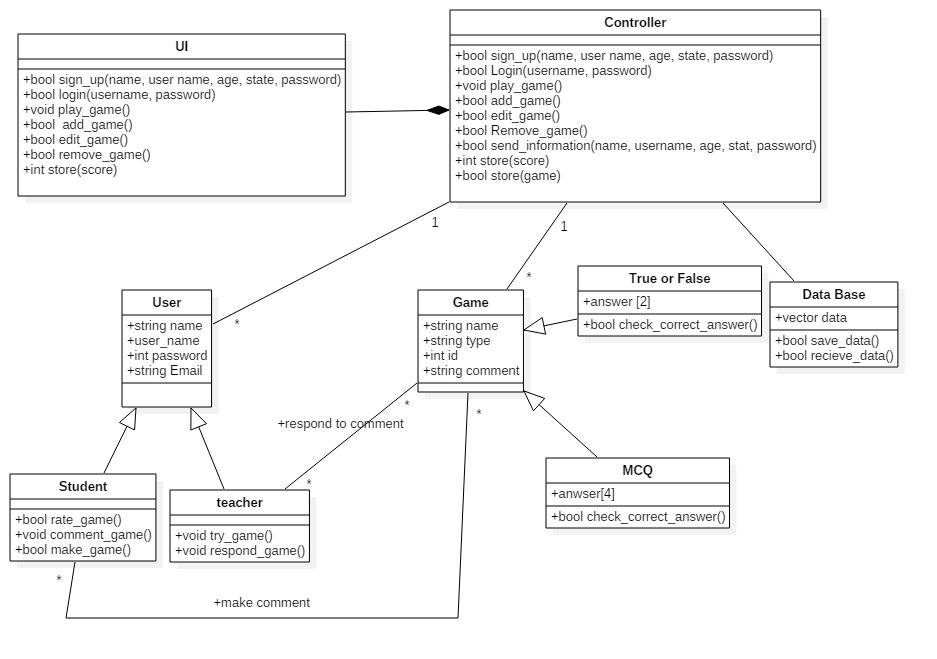 UI
+bool sign_up(name, user name, age, state, password)
+bool login(username, password)
+void play_game()
+bool  add_game()
+bool edit_game()
+bool remove_game()
+int store(score)
Controller
+bool sign_up(name, user name, age, state, password)
+bool Login(username, password)
+void play_game()
+bool add_game()
+bool edit_game()
+bool Remove_game()
+bool send_information(name, username, age, stat, password)
+int store(score)
+bool store(game)
1
*
1
*
User
+string name
+user_name
+int password
+string Email
Game
+string name
+string type
+int id
+string comment
True or False
+answer [2]
+bool check_correct_answer()
Data Base
+vector data
+bool save_data()
+bool recieve_data()
*
*
+respond to comment
*
Student
+bool rate_game()
+void comment_game()
+bool make_game()
teacher
+void try_game()
+void respond_game()
MCQ
+anwser[4]
+bool check_correct_answer()
*
+make comment